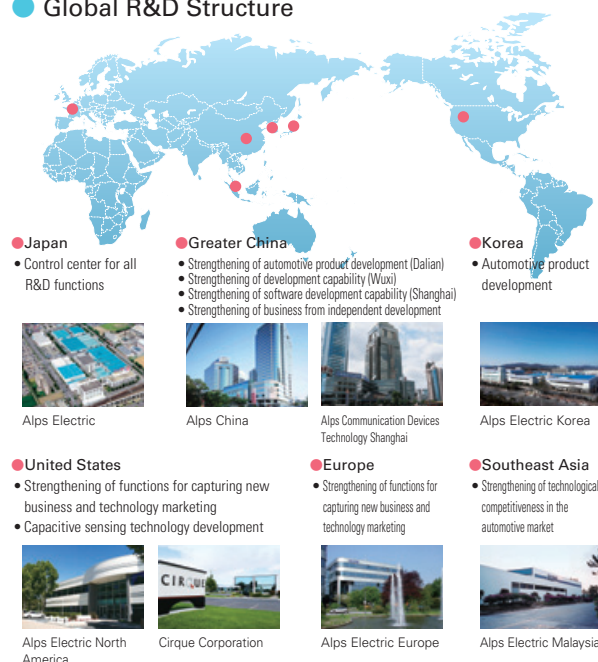 Global R&D Structure
Japan
• Control center for all
R&D functions
Greater China
• Strengthening of automotive product development (Dalian)
• Strengthening of development capability (Wuxi)
• Strengthening of software development capability (Shanghai)
• Strengthening of business from independent development
Korea
• Automotive product
development
Alps Electric
Alps China
Alps Communication Devices
Technology Shanghai
Alps Electric Korea
United States
• Strengthening of functions for capturing new
business and technology marketing
• Capacitive sensing technology development
Europe
• Strengthening of functions for
capturing new business and
technology marketing
Southeast Asia
• Strengthening of technological
competitiveness in the
automotive market
CIRQUE
Alps Electric North
America
Cirque Corporation
Alps Electric Europe
Alps Electric Malaysia